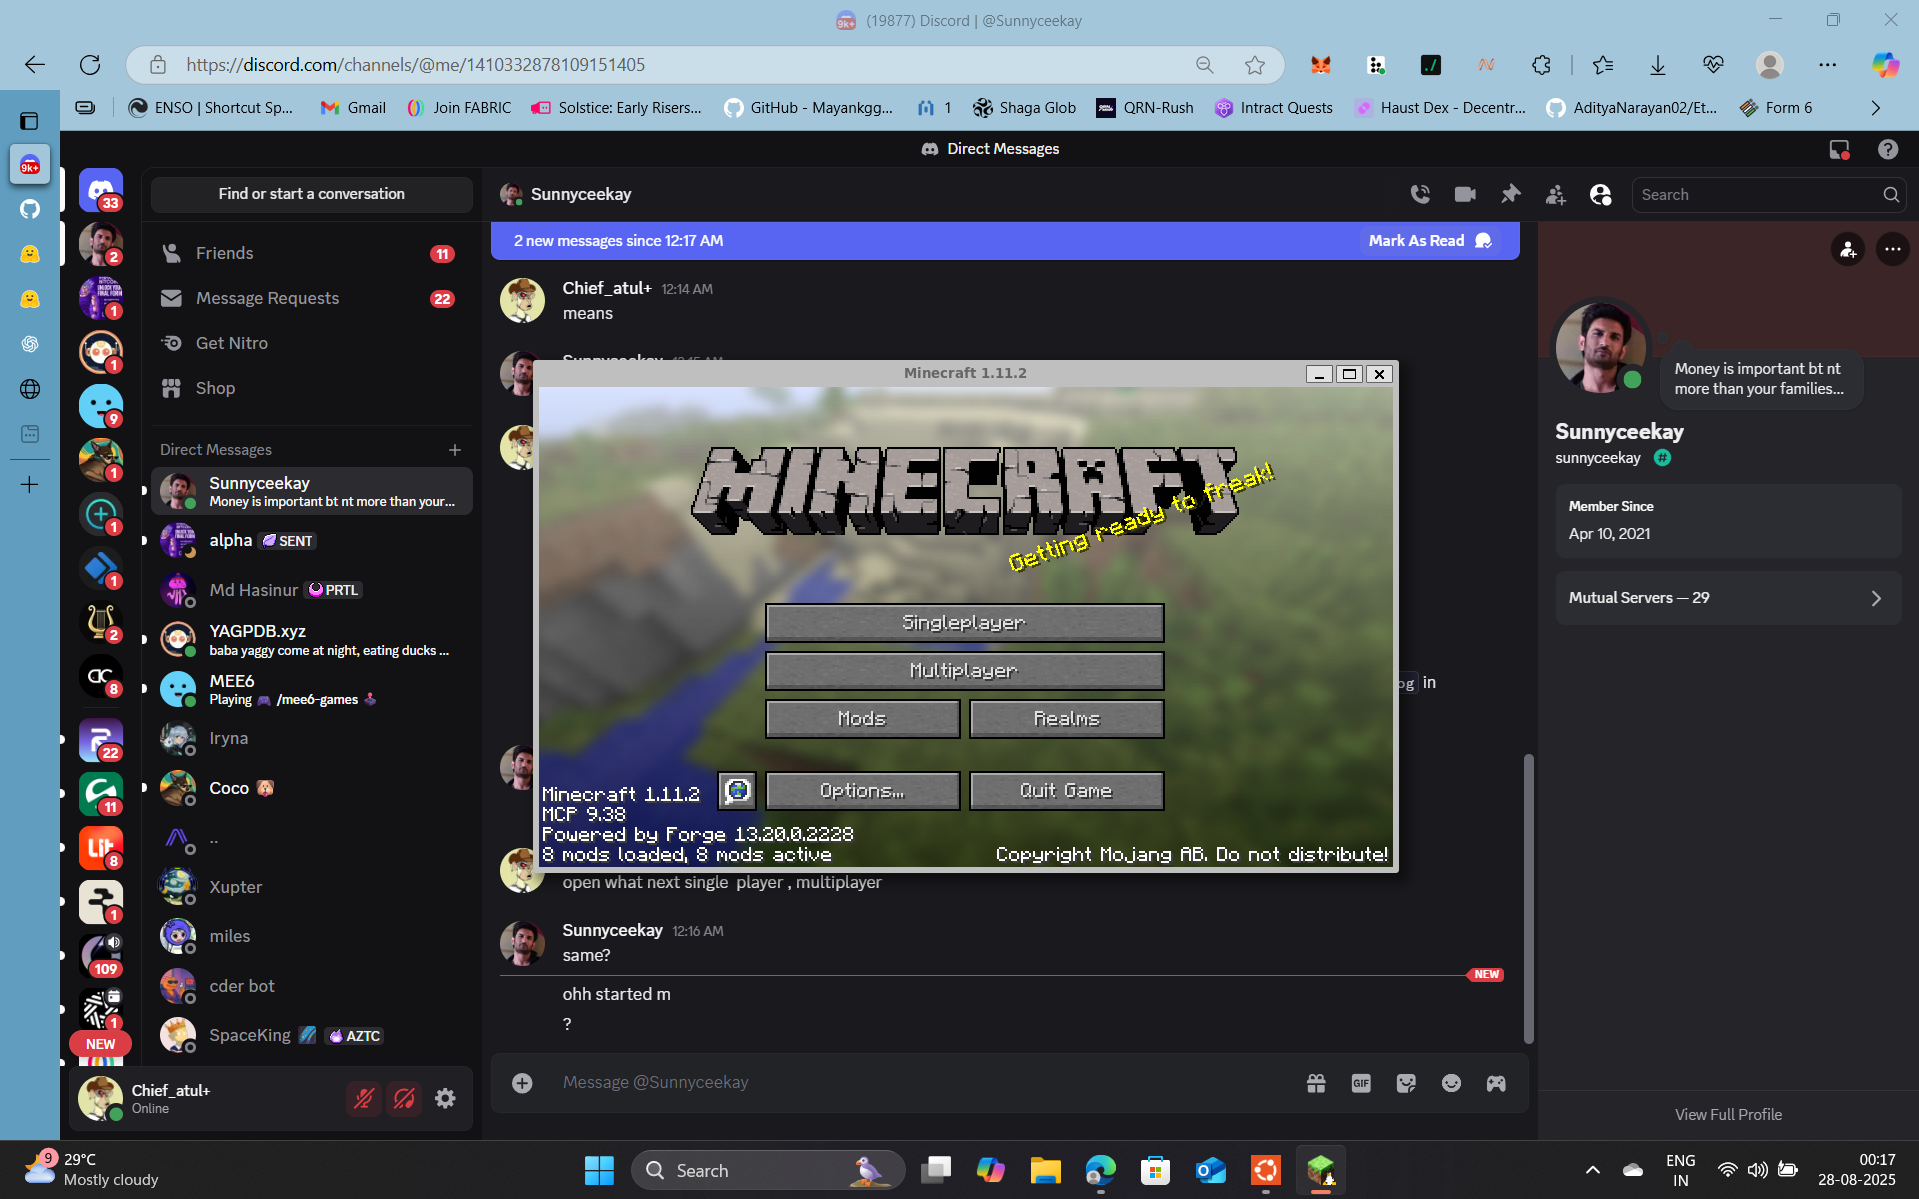 (19877) Discord | @Sunnyceekay
https://discord.com/channels/@me/1410332878109151405
ENSO | Shortcut Sp...
Gmail
Join FABRIC
Solstice: Early Risers...
GitHub - Mayankgg...
1
Shaga Glob
QRN-Rush
Intract Quests
Haust Dex - Decentr...
AdityaNarayan02/Et...
Form 6
9k+
Direct Messages
33
2
1
1
9
1
1
1
2
8
22
11
8
1
109
1
NEW
Find or start a conversation
Friends
11
Message Requests
22
Get Nitro
Shop
Direct Messages
Sunnyceekay
Money is important bt nt more than your...
alpha SENT
Md Hasinur PRTL
YAGPDB.xyz
baba yaggy come at night, eating ducks ...
MEE6
Playing /mee6-games
Iryna
Coco
..
Xupter
miles
cder bot
SpaceKing AZTC
Chief_atul+
Online
Sunnyceekay
Search
2 new messages since 12:17 AM
Mark As Read
Chief_atul+ 12:14 AM
means
Sunnyceekay 12:15 AM
Minecraft 1.11.2
MINECRAFT
Getting ready to freak!
Singleplayer
Multiplayer
Mods
Realms
Options...
Quit Game
Minecraft 1.11.2
MCP 9.38
Powered by Forge 13.20.0.2228
8 mods loaded, 8 mods active
Copyright Mojang AB. Do not distribute!
og in
open what next single player , multiplayer
Sunnyceekay 12:16 AM
same?
NEW
ohh started m
?
Message @Sunnyceekay
GIF
Money is important bt nt
more than your families...
Sunnyceekay
sunnyceekay
Member Since
Apr 10, 2021
Mutual Servers — 29
View Full Profile
9
29°C
Mostly cloudy
Search
ENG
IN
00:17
28-08-2025